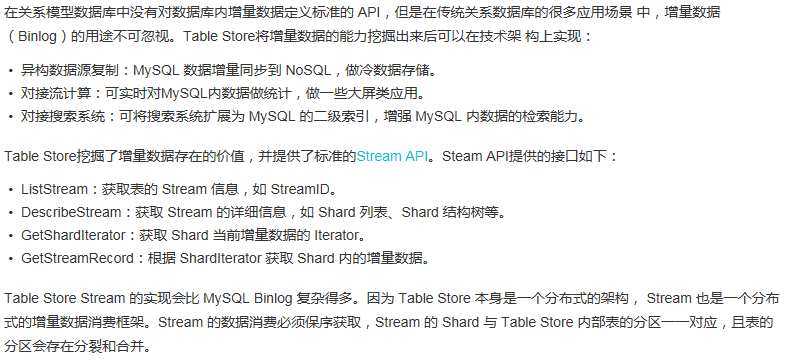 在关系模型数据库中没有对数据库内增量数据定义标准的 API，但是在传统关系数据库的很多应用场景 中，增量数据
（Binlog）的用途不可忽视。Table Store将增量数据的能力挖掘出来后可以在技术架 构上实现：
• 异构数据源复制：MySQL 数据增量同步到 NoSQL，做冷数据存储。
• 对接流计算：可实时对MySQL内数据做统计，做一些大屏类应用。
• 对接搜索系统：可将搜索系统扩展为 MySQL 的二级索引，增强 MySQL 内数据的检索能力。
Table Store挖掘了增量数据存在的价值，并提供了标准的Stream API。Steam API提供的接口如下：
• ListStream：获取表的 Stream 信息，如 StreamID。
• DescribeStream：获取 Stream 的详细信息，如 Shard 列表、Shard 结构树等。
• GetShardIterator：获取 Shard 当前增量数据的 Iterator。
• GetStreamRecord：根据 ShardIterator 获取 Shard 内的增量数据。
Table Store Stream 的实现会比 MySQL Binlog 复杂得多。因为 Table Store 本身是一个分布式的架构， Stream 也是一个分布
式的增量数据消费框架。Stream 的数据消费必须保序获取，Stream 的 Shard 与 Table Store 内部表的分区一一对应，且表的
分区会存在分裂和合并。